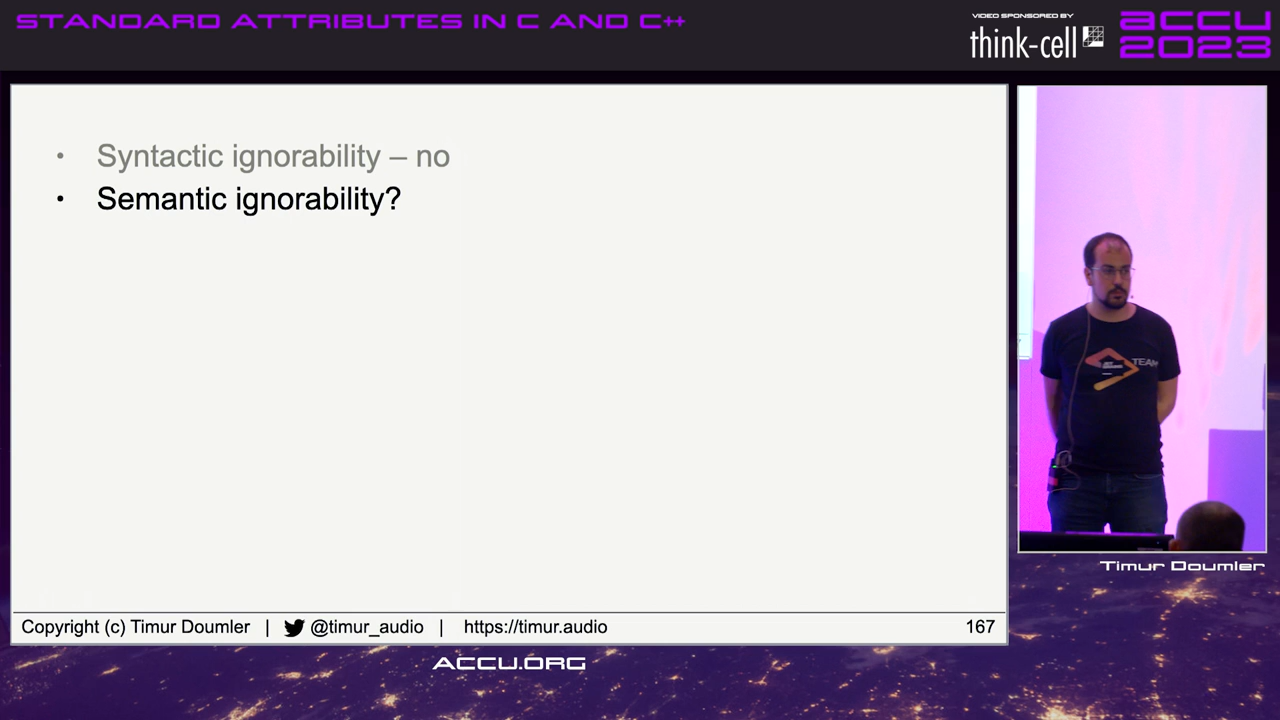 STANDARD ATTRIBUTES IN C AND C++
VIDEO SPONSORED BY
think-cell
ACCU
2023
• Syntactic ignorability – no
• Semantic ignorability?
TEAM
Copyright (c) Timur Doumler | @timur_audio | https://timur.audio 167
Timur Doumler
ACCU.ORG